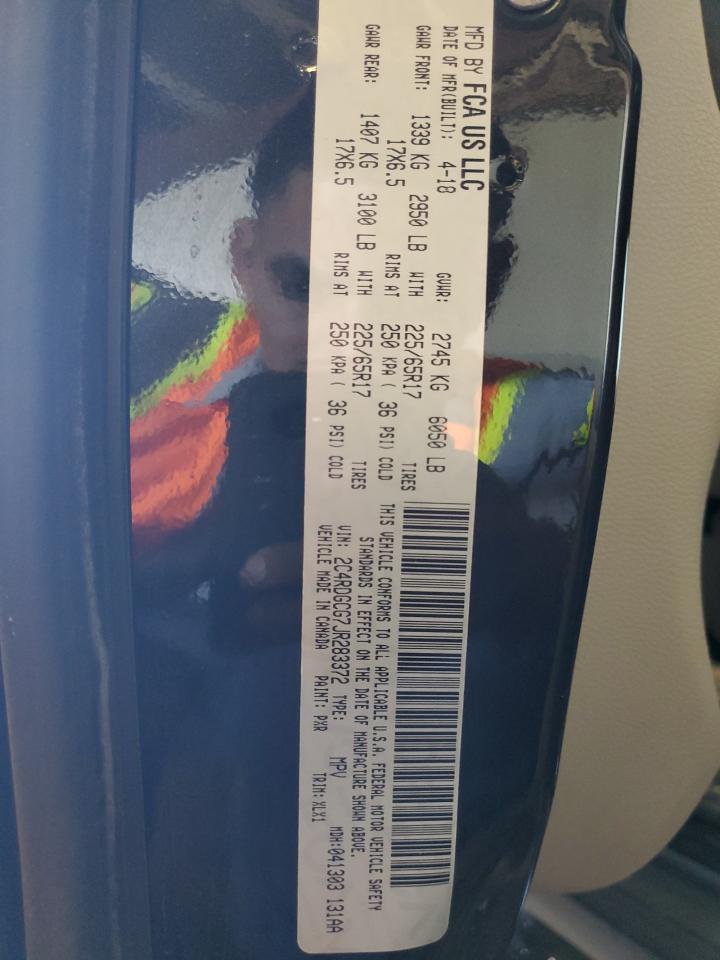 MFD BY FCA US LLC
DATE OF MFR(BUILT): 4-18 GVWR: 2745 KG 6050 LB
GAWR FRONT: 1339 KG 2950 LB WITH 225/65R17 TIRES
17X6.5 RIMS AT 250 KPA ( 36 PSI) COLD
GAWR REAR: 1407 KG 3100 LB WITH 225/65R17 TIRES
17X6.5 RIMS AT 250 KPA ( 36 PSI) COLD
THIS VEHICLE CONFORMS TO ALL APPLICABLE U.S.A. FEDERAL MOTOR VEHICLE SAFETY
STANDARDS IN EFFECT ON THE DATE OF MANUFACTURE SHOWN ABOVE.
VIN: 2C4RDGCG7JR283372 TYPE: MPV MDH:041303 131AA
VEHICLE MADE IN CANADA PAINT: PXR TRIM: XLX1